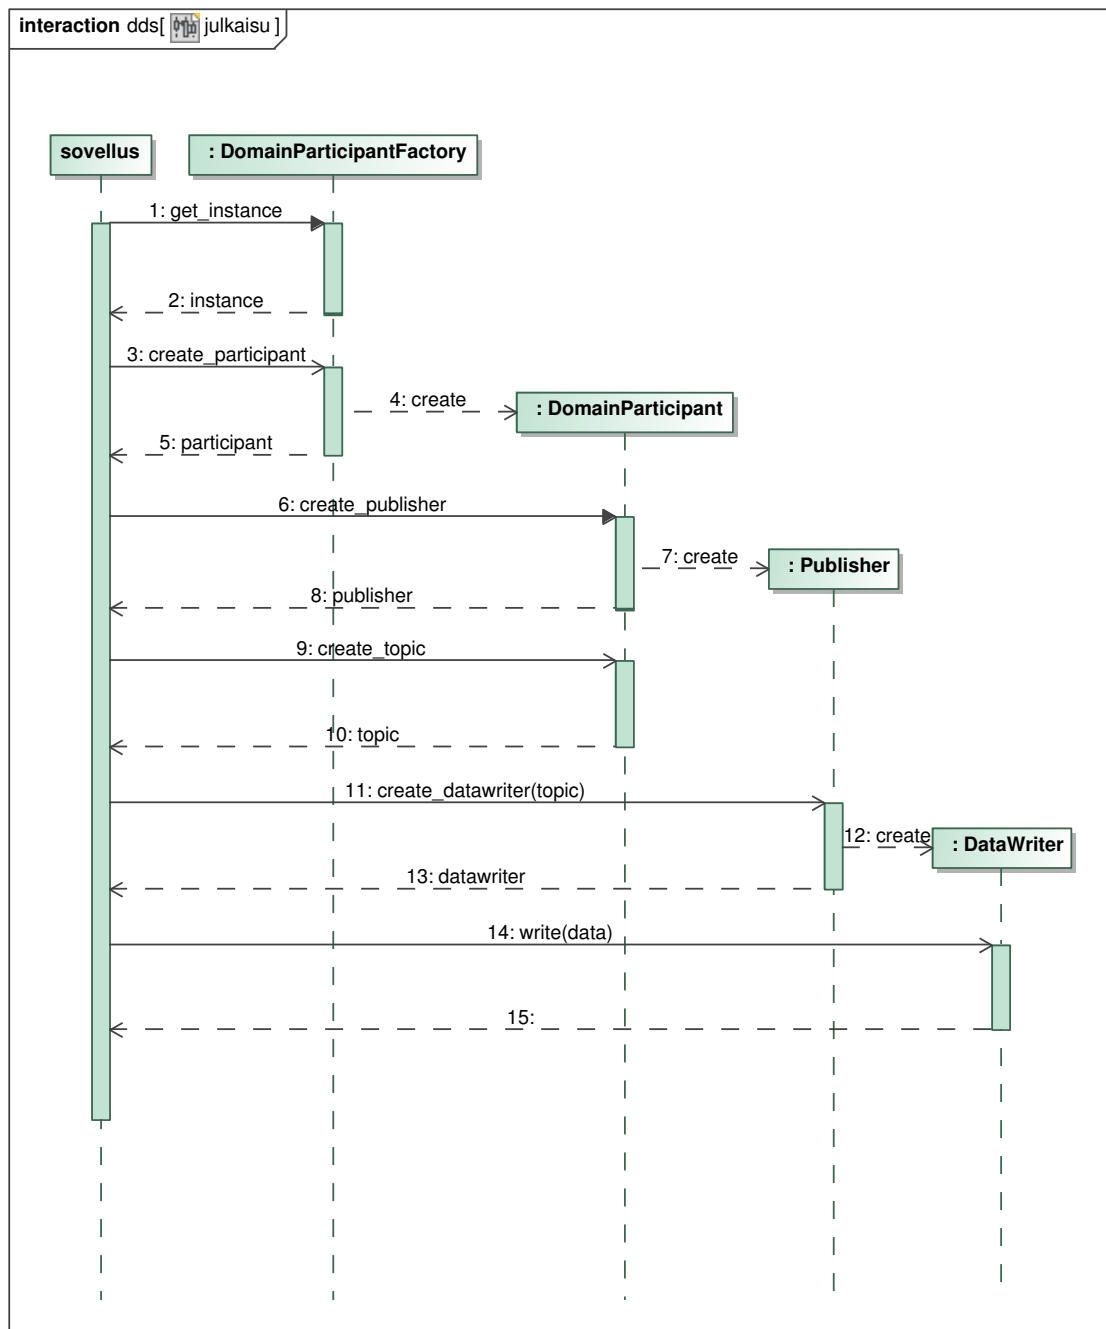 interaction dds[ julkaisu ]
sovellus
: DomainParticipantFactory
1: get_instance
2: instance
3: create_participant
4: create
: DomainParticipant
5: participant
6: create_publisher
7: create
: Publisher
8: publisher
9: create_topic
10: topic
11: create_datawriter(topic)
12: create
: DataWriter
13: datawriter
14: write(data)
15: